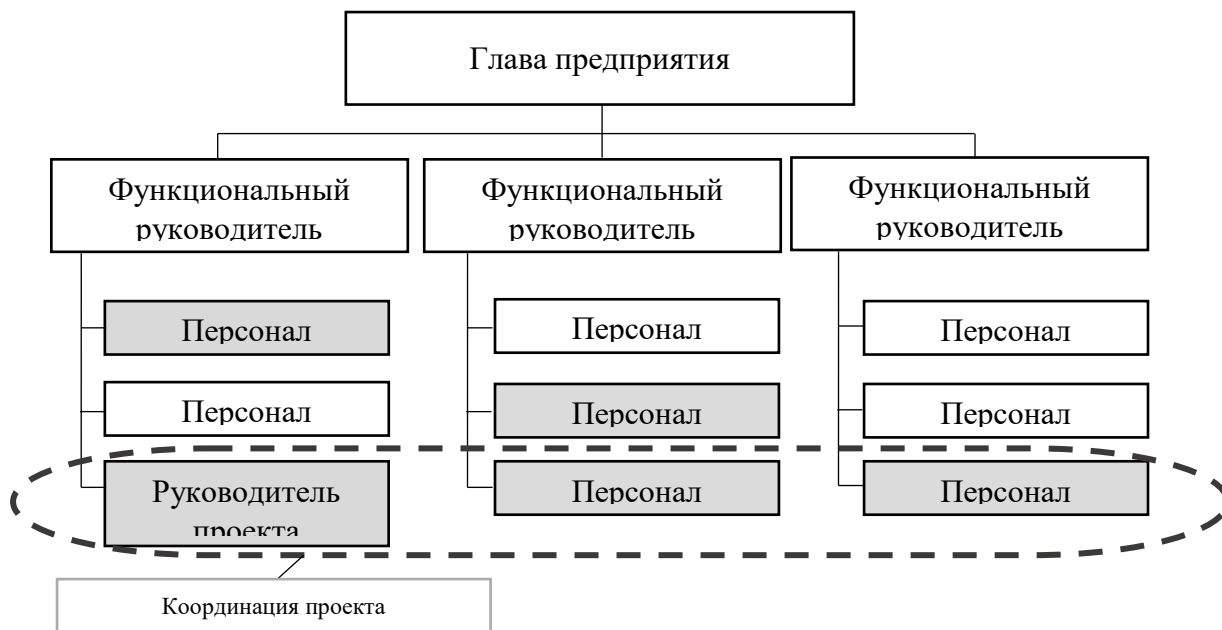 Глава предприятия
Функциональный
руководитель
Функциональный
руководитель
Функциональный
руководитель
Персонал
Персонал
Руководитель
проекта
Персонал
Персонал
Персонал
Персонал
Персонал
Персонал
Координация проекта